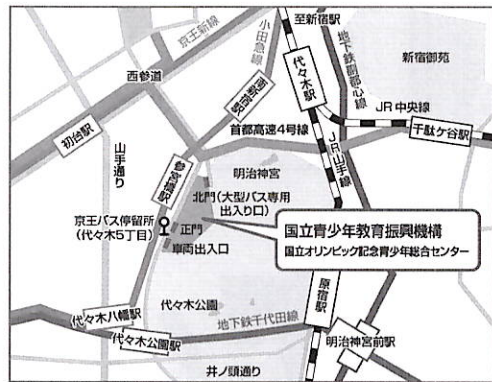 至新宿駅
京王新線
小田急線
地下鉄副都心線
新宿御苑
西参道
代々木駅
南新宿駅
JR中央線
初台駅
山手通り
首都高速4号線
千駄ケ谷駅
参宮橋駅
明治神宮
JR山手線
北門(大型バス専用
出入り口)
京王バス停留所
(代々木5丁目)
正門
車両出入口
国立青少年教育振興機構
国立オリンピック記念青少年総合センター
代々木公園
原宿駅
代々木八幡駅
地下鉄千代田線
代々木公園駅
明治神宮前駅
井ノ頭通り